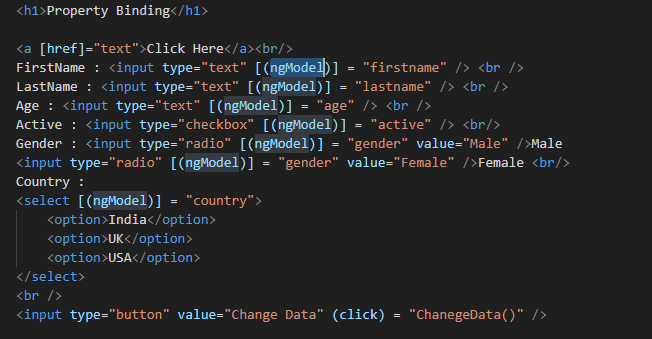 <h1>Property Binding</h1>
<a [href]="text">Click Here</a><br/>
FirstName : <input type="text" [(ngModel)] = "firstname" /> <br />
LastName : <input type="text" [(ngModel)] = "lastname" /> <br />
Age : <input type="text" [(ngModel)] = "age" /> <br />
Active : <input type="checkbox" [(ngModel)] = "active" /> <br/>
Gender : <input type="radio" [(ngModel)] = "gender" value="Male" />Male
<input type="radio" [(ngModel)] = "gender" value="Female" />Female <br/>
Country :
<select [(ngModel)] = "country">
<option>India</option>
<option>UK</option>
<option>USA</option>
</select>
<br />
<input type="button" value="Change Data" (click) = "ChanegeData()" />